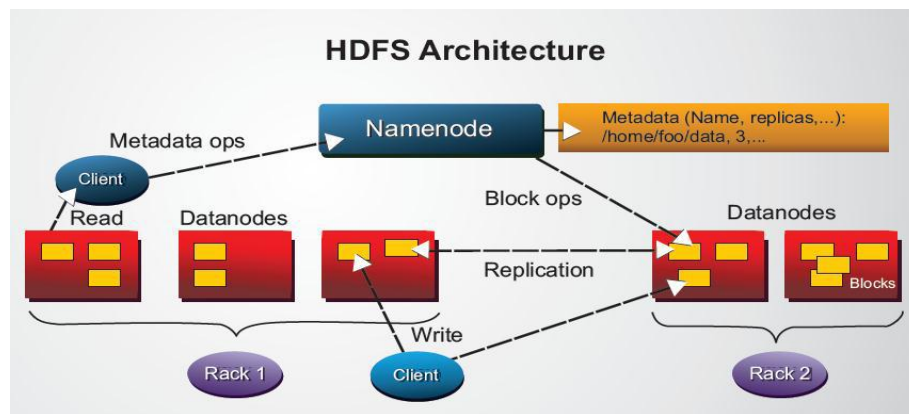 HDFS Architecture
Namenode
Metadata (Name, replicas,...):
/home/foo/data, 3,...
Metadata ops
Client
Block ops
Read
Datanodes
Datanodes
Replication
Blocks
Write
Rack 1
Client
Rack 2